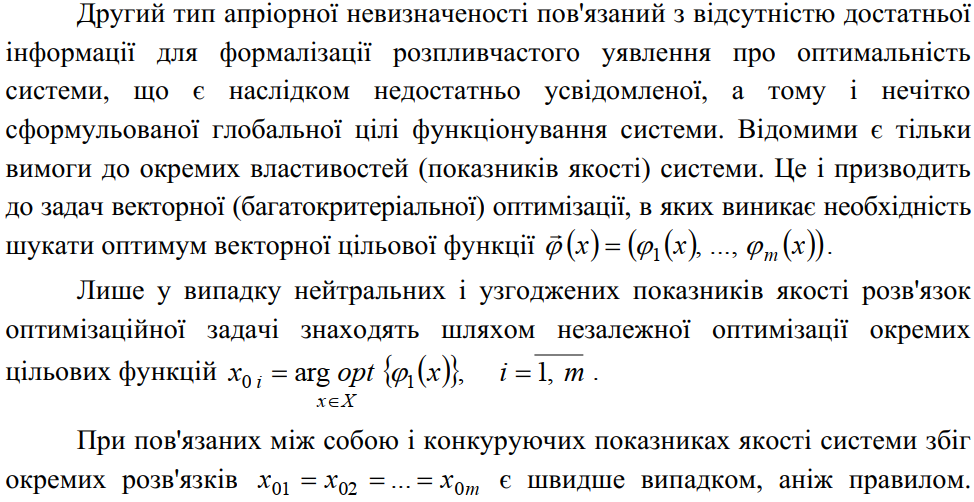 Другий тип апріорної невизначеності пов'язаний з відсутністю достатньої
інформації для формалізації розпливчастого уявлення про оптимальність
системи, що є наслідком недостатньо усвідомленої, а тому і нечітко
сформульованої глобальної цілі функціонування системи. Відомими є тільки
вимоги до окремих властивостей (показників якості) системи. Це і призводить
до задач векторної (багатокритеріальної) оптимізації, в яких виникає необхідність
шукати оптимум векторної цільової функції $\vec{\varphi}(x) = (\varphi_1(x), ..., \varphi_m(x))$.
Лише у випадку нейтральних і узгоджених показників якості розв'язок
оптимізаційної задачі знаходять шляхом незалежної оптимізації окремих
цільових функцій $x_{0i} = \arg \underset{x \in X}{opt} \{\varphi_1(x)\}, \quad i = \overline{1, m}$ .
При пов'язаних між собою і конкуруючих показниках якості системи збіг
окремих розв'язків $x_{01} = x_{02} = ... = x_{0m}$ є швидше випадком, аніж правилом.